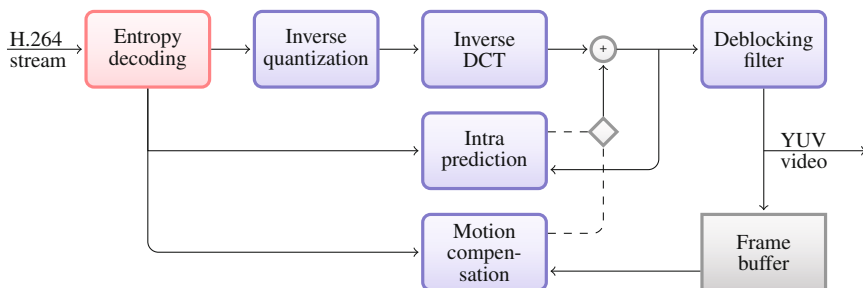 H.264
stream
Entropy
decoding
Inverse
quantization
Inverse
DCT
+
Deblocking
filter
Intra
prediction
YUV
video
Motion
compen-
sation
Frame
buffer